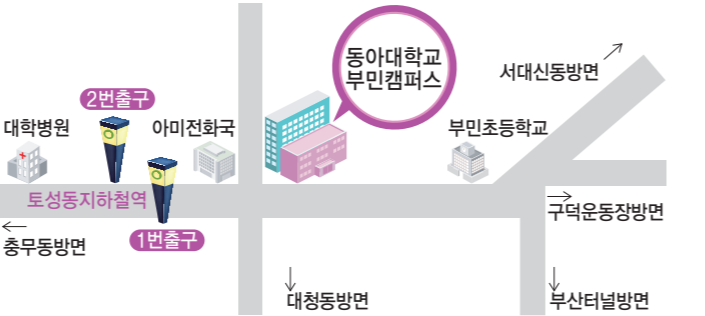 동아대학교
부민캠퍼스
서대신동방면
2번출구
대학병원
아미전화국
부민초등학교
토성동지하철역
구덕운동장방면
1번출구
충무동방면
대청동방면
부산터널방면